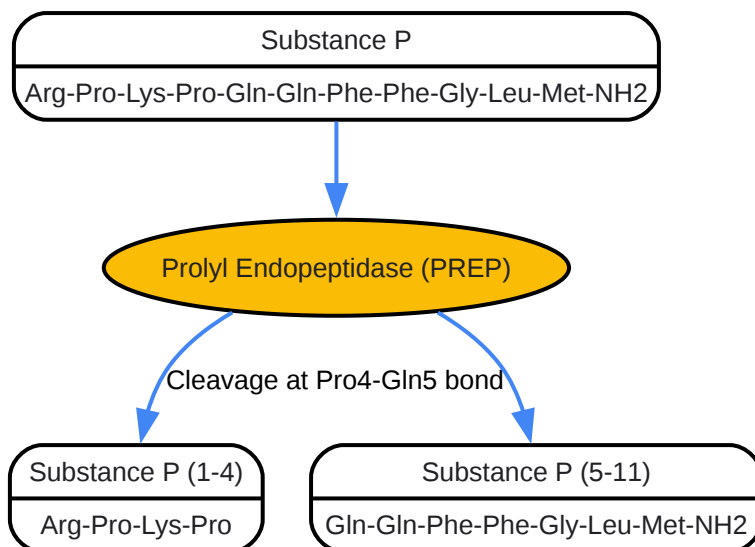 Substance P
Arg-Pro-Lys-Pro-Gln-Gln-Phe-Phe-Gly-Leu-Met-NH2
Prolyl Endopeptidase (PREP)
Cleavage at Pro4-Gln5 bond
Substance P (1-4)
Arg-Pro-Lys-Pro
Substance P (5-11)
Gln-Gln-Phe-Phe-Gly-Leu-Met-NH2